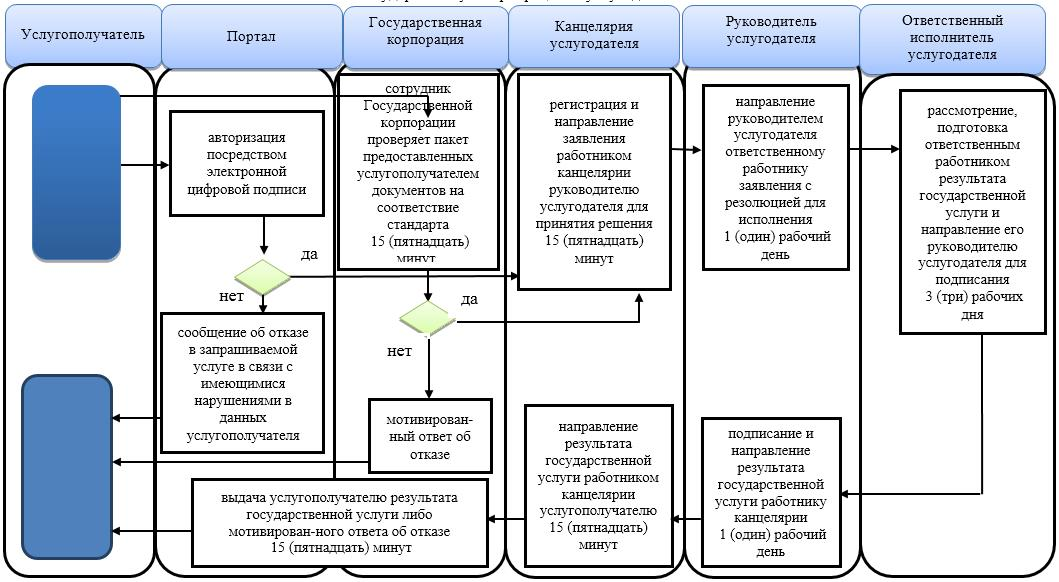 Услугополучатель
Портал
Государственная
корпорация
Канцелярия
услугодателя
Руководитель
услугодателя
Ответственный
исполнитель
услугодателя
авторизация
посредством
электронной
цифровой подписи
да
нет
сообщение об отказе
в запрашиваемой
услуге в связи с
имеющимися
нарушениями в
данных
услугополучателя
сотрудник
Государственной
корпорации
проверяет пакет
предоставленных
услугополучателем
документов на
соответствие
стандарта
15 (пятнадцать)
минут
да
нет
мотивирован-
ный ответ об
отказе
регистрация и
направление
заявления
работником
канцелярии
руководителю
услугодателя для
принятия решения
15 (пятнадцать)
минут
направление
руководителем
услугодателя
ответственному
работнику
заявления с
резолюцией для
исполнения
1 (один) рабочий
день
рассмотрение,
подготовка
ответственным
работником
результата
государственной
услуги и
направление его
руководителю
услугодателя для
подписания
3 (три) рабочих
дня
подписание и
направление
результата
государственной
услуги работнику
канцелярии
1 (один) рабочий
день
направление
результата
государственной
услуги работником
канцелярии
услугополучателю
15 (пятнадцать)
минут
выдача услугополучателю результата
государственной услуги либо
мотивирован-ного ответа об отказе
15 (пятнадцать) минут